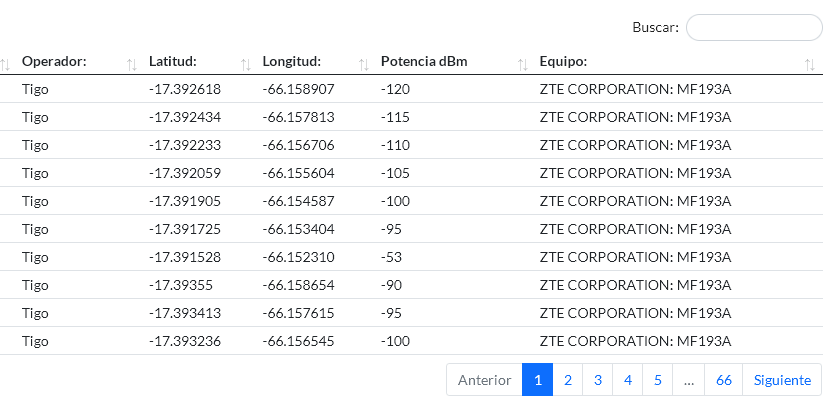 Buscar:
Operador: Latitud: Longitud: Potencia dBm Equipo:
Tigo -17.392618 -66.158907 -120 ZTE CORPORATION: MF193A
Tigo -17.392434 -66.157813 -115 ZTE CORPORATION: MF193A
Tigo -17.392233 -66.156706 -110 ZTE CORPORATION: MF193A
Tigo -17.392059 -66.155604 -105 ZTE CORPORATION: MF193A
Tigo -17.391905 -66.154587 -100 ZTE CORPORATION: MF193A
Tigo -17.391725 -66.153404 -95 ZTE CORPORATION: MF193A
Tigo -17.391528 -66.152310 -53 ZTE CORPORATION: MF193A
Tigo -17.39355 -66.158654 -90 ZTE CORPORATION: MF193A
Tigo -17.393413 -66.157615 -95 ZTE CORPORATION: MF193A
Tigo -17.393236 -66.156545 -100 ZTE CORPORATION: MF193A
Anterior 1 2 3 4 5 ... 66 Siguiente